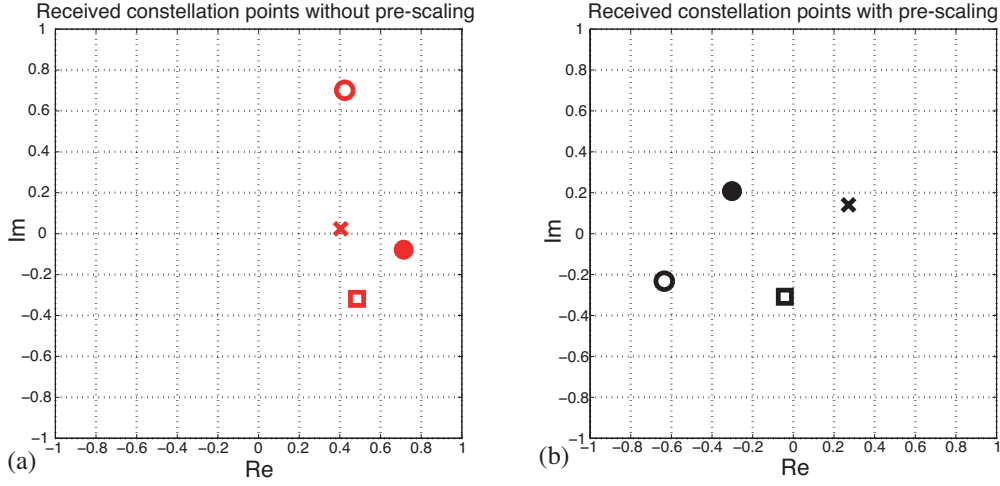 Received constellation points without pre-scaling
1
0.8
0.6
0.4
0.2
0
−0.2
−0.4
−0.6
−0.8
−1
Im
−1 −0.8 −0.6 −0.4 −0.2 0 0.2 0.4 0.6 0.8 1
Re
(a)
Received constellation points with pre-scaling
1
0.8
0.6
0.4
0.2
0
−0.2
−0.4
−0.6
−0.8
−1
Im
−1 −0.8 −0.6 −0.4 −0.2 0 0.2 0.4 0.6 0.8 1
Re
(b)